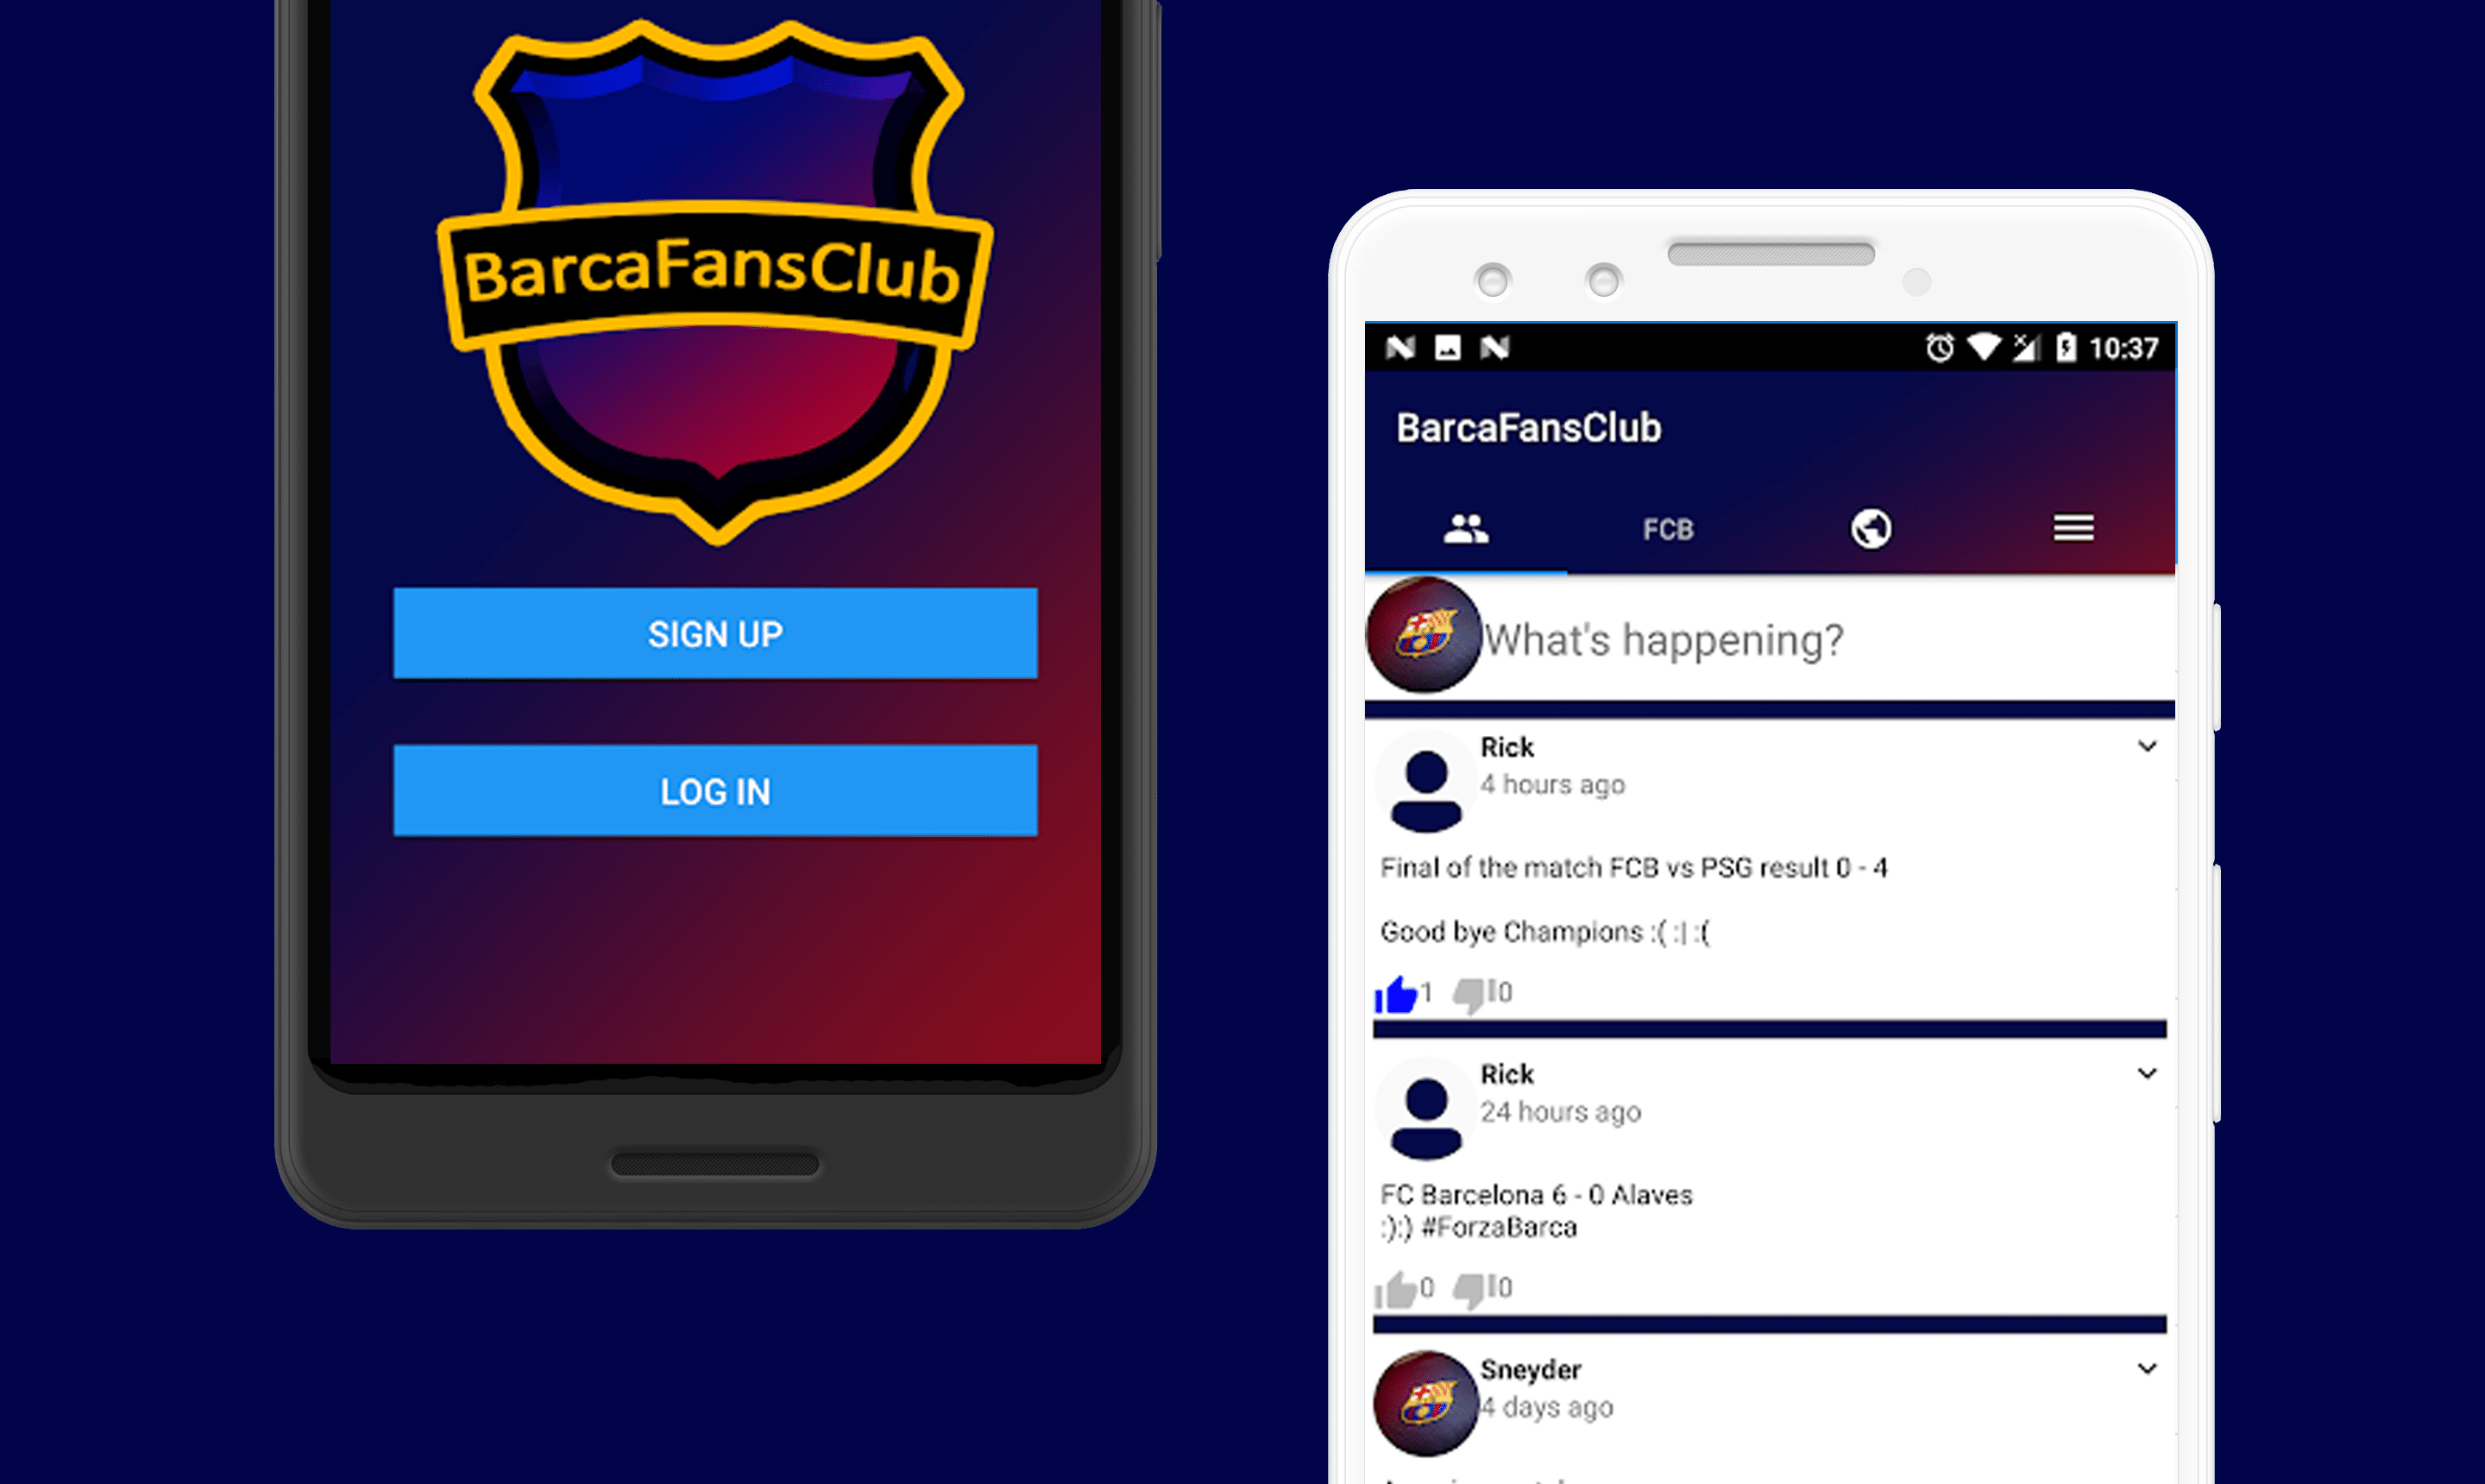 BarcaFansClub
SIGN UP
LOG IN
10:37
BarcaFansClub
FCB
What's happening?
Rick
4 hours ago
Final of the match FCB vs PSG result 0 - 4
Good bye Champions :( :| :(
1 0
Rick
24 hours ago
FC Barcelona 6 - 0 Alaves
:):) #ForzaBarca
0 0
Sneyder
4 days ago